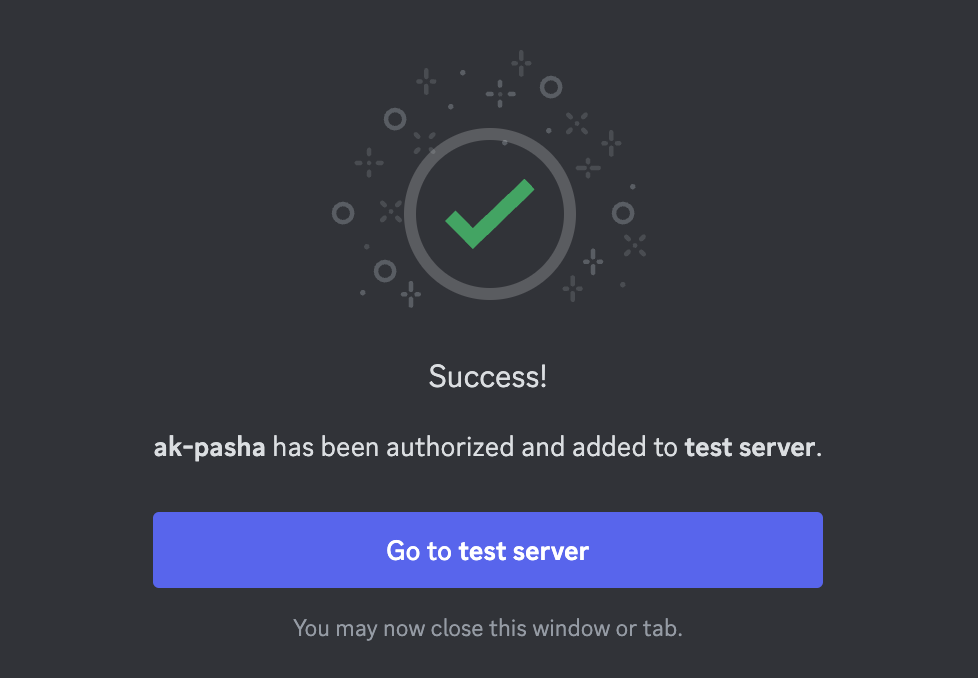 Success!
ak-pasha has been authorized and added to test server.
Go to test server
You may now close this window or tab.